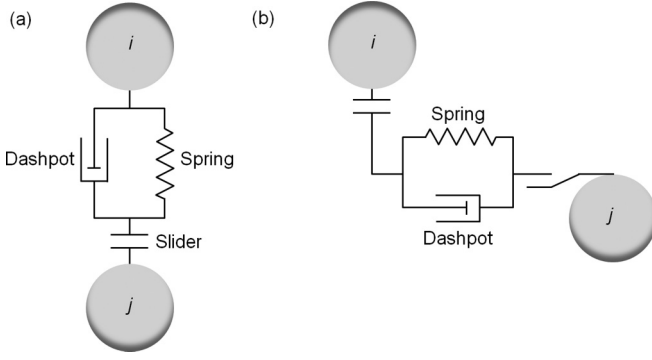 (a)
i
Dashpot
Spring
Slider
j
(b)
i
Spring
Dashpot
j